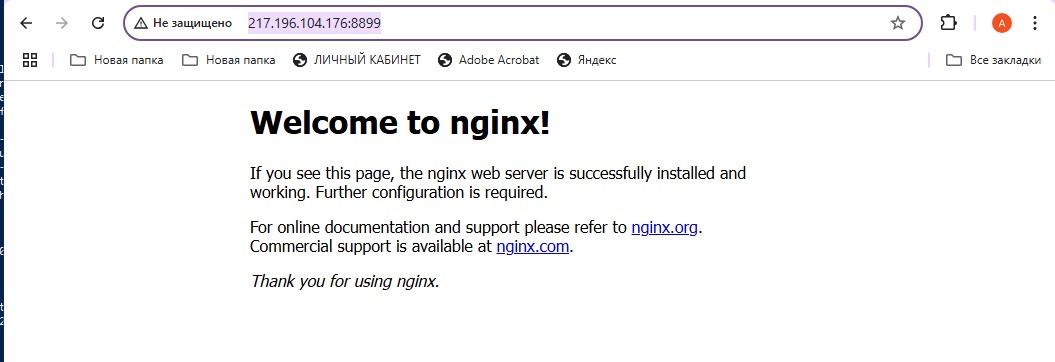 Не защищено 217.196.104.176:8899 A
Новая папка Новая папка ЛИЧНЫЙ КАБИНЕТ Adobe Acrobat Яндекс Все закладки
Welcome to nginx!
If you see this page, the nginx web server is successfully installed and
working. Further configuration is required.
For online documentation and support please refer to nginx.org.
Commercial support is available at nginx.com.
Thank you for using nginx.